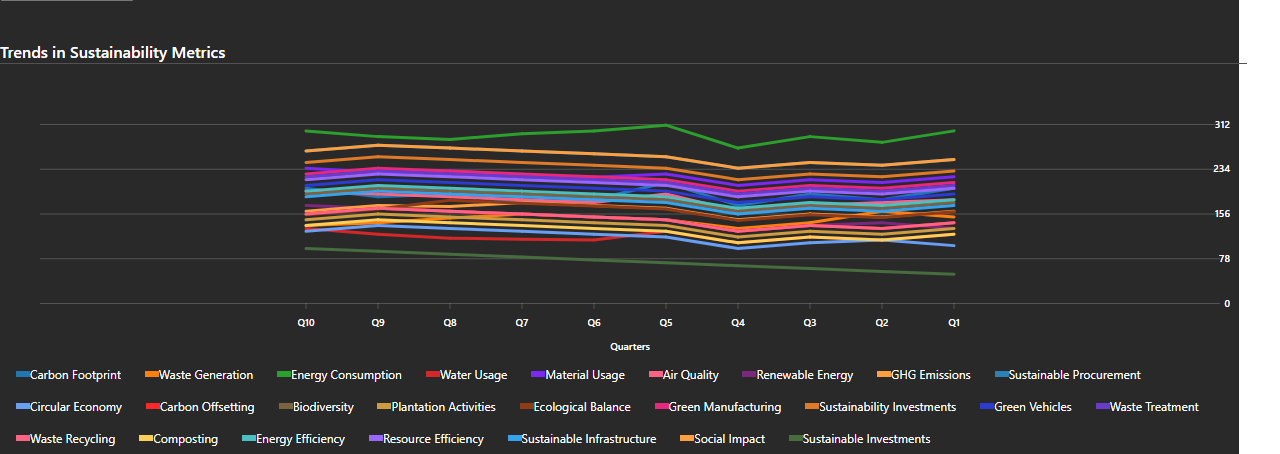 Trends in Sustainability Metrics
312
234
156
78
0
Q10 Q9 Q8 Q7 Q6 Q5 Q4 Q3 Q2 Q1
Quarters
Carbon Footprint Waste Generation Energy Consumption Water Usage Material Usage Air Quality Renewable Energy GHG Emissions Sustainable Procurement
Circular Economy Carbon Offsetting Biodiversity Plantation Activities Ecological Balance Green Manufacturing Sustainability Investments Green Vehicles Waste Treatment
Waste Recycling Composting Energy Efficiency Resource Efficiency Sustainable Infrastructure Social Impact Sustainable Investments